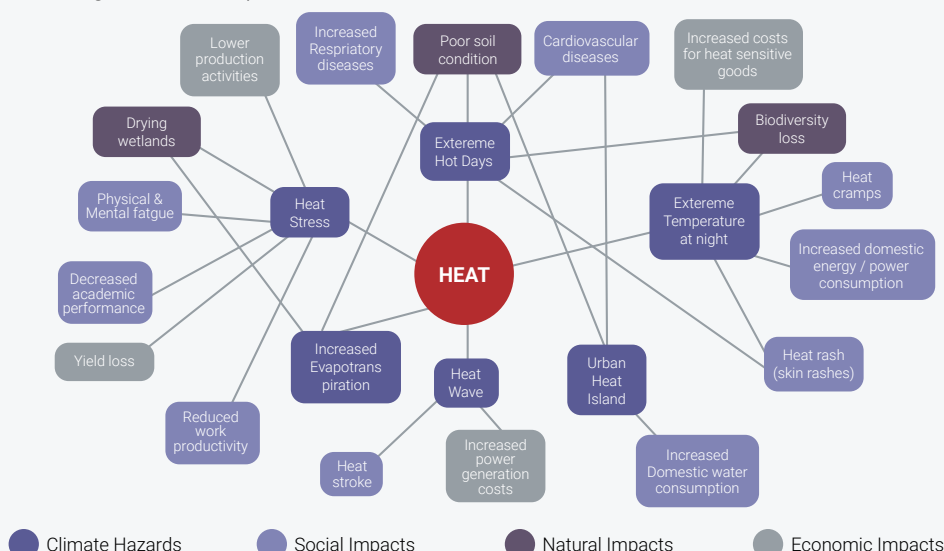 Lower
production
activities
Increased
Respriatory
diseases
Poor soil
condition
Cardiovascular
diseases
Increased costs
for heat sensitive
goods
Drying
wetlands
Extereme
Hot Days
Biodiversity
loss
Physical &
Mental fatgue
Heat
Stress
Extereme
Temperature
at night
Heat
cramps
HEAT
Increased domestic
energy / power
consumption
Decreased
academic
performance
Yield loss
Increased
Evapotrans
piration
Heat
Wave
Urban
Heat
Island
Heat rash
(skin rashes)
Reduced
work
productivity
Heat
stroke
Increased
power
generation
costs
Increased
Domestic water
consumption
Climate Hazards
Social Impacts
Natural Impacts
Economic Impacts